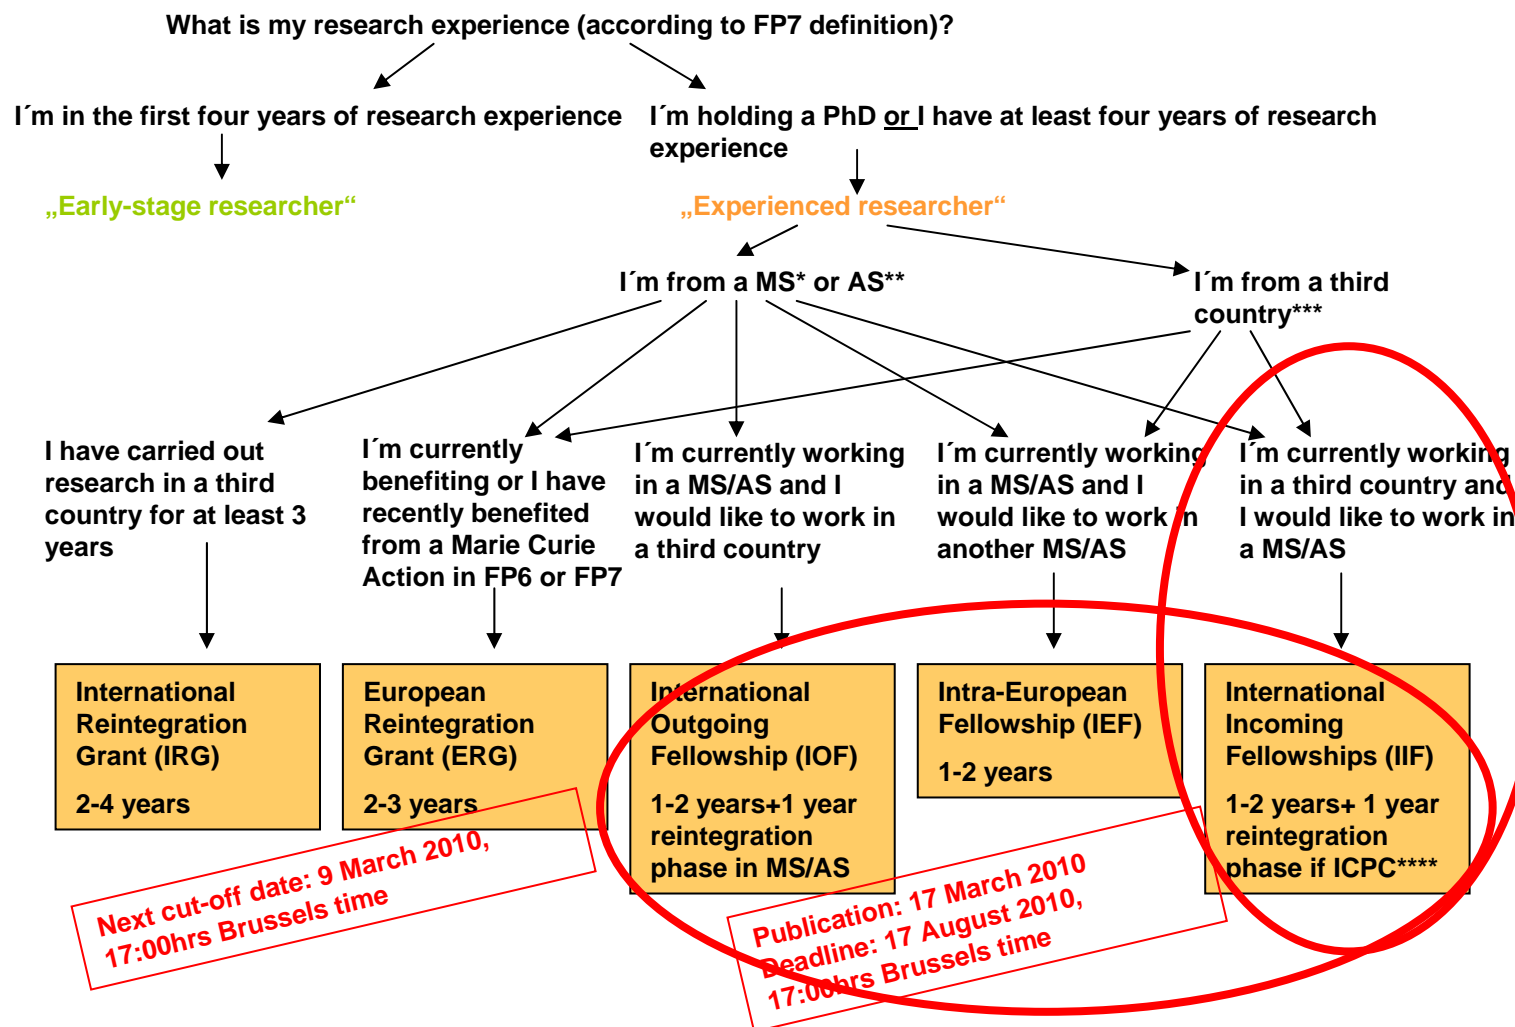 What is my research experience (according to FP7 definition)?
I´m in the first four years of research experience
I´m holding a PhD or I have at least four years of research
experience
„Early-stage researcher“
„Experienced researcher“
I´m from a MS* or AS**
I´m from a third
country***
I have carried out
research in a third
country for at least 3
years
I´m currently
benefiting or I have
recently benefited
from a Marie Curie
Action in FP6 or FP7
I´m currently working
in a MS/AS and I
would like to work in
a third country
I´m currently working
in a MS/AS and I
would like to work in
another MS/AS
I´m currently working
in a third country and
I would like to work in
a MS/AS
International
Reintegration
Grant (IRG)
2-4 years
European
Reintegration
Grant (ERG)
2-3 years
International
Outgoing
Fellowship (IOF)
1-2 years+1 year
reintegration
phase in MS/AS
Intra-European
Fellowship (IEF)
1-2 years
International
Incoming
Fellowships (IIF)
1-2 years+ 1 year
reintegration
phase if ICPC****
Next cut-off date: 9 March 2010,
17:00hrs Brussels time
Publication: 17 March 2010
Deadline: 17 August 2010,
17:00hrs Brussels time